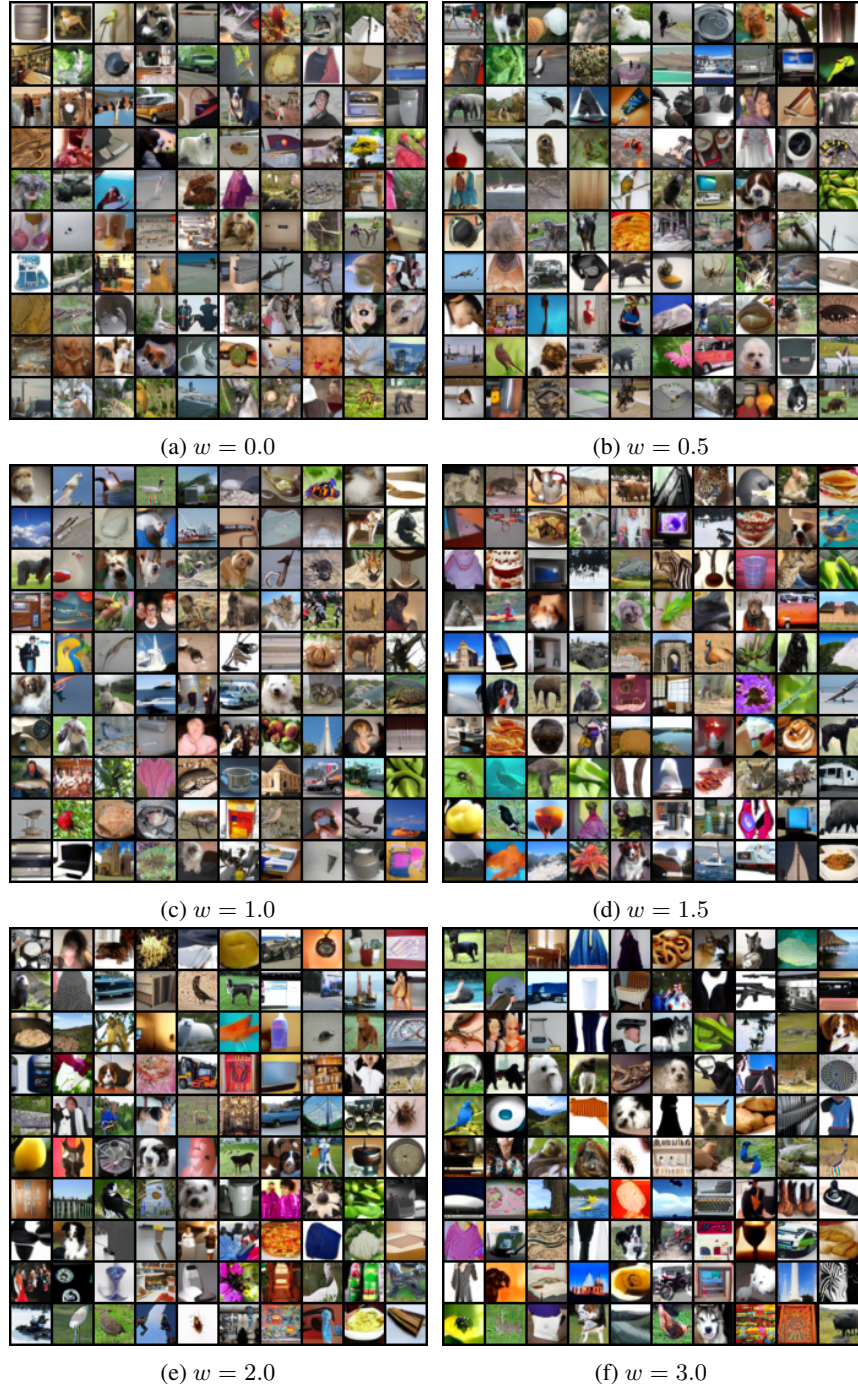 (a) w = 0.0
(b) w = 0.5
(c) w = 1.0
(d) w = 1.5
(e) w = 2.0
(f) w = 3.0